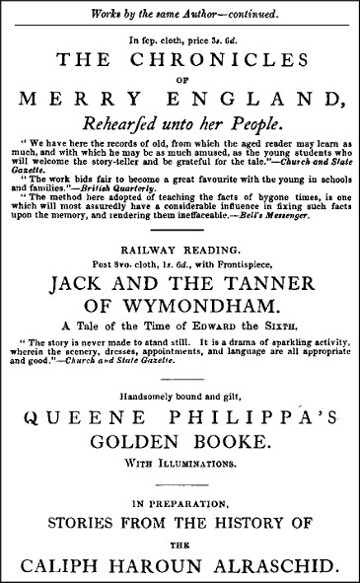 Works by the same Author—continued.
In fcp. cloth, price 3s. 6d.
THE CHRONICLES
OF
MERRY ENGLAND,
Rehearſed unto her People.
" We have here the records of old, from which the aged reader may learn as
much, and with which he may be as much amused, as the young students who
will welcome the story-teller and be grateful for the tale."—Church and State
Gazette.
" The work bids fair to become a great favourite with the young in schools
and families."—British Quarterly.
" The method here adopted of teaching the facts of bygone times, is one
which will most assuredly have a considerable influence in fixing such facts
upon the memory, and rendering them ineffaceable.—Bell's Messenger.
RAILWAY READING.
Post 8vo. cloth, 1s. 6d., with Frontispiece,
JACK AND THE TANNER
OF WYMONDHAM.
A Tale of the Time of EDWARD the SIXTH.
" The story is never made to stand still. It is a drama of sparkling activity,
wherein the scenery, dresses, appointments, and language are all appropriate
and good."—Church and State Gazette.
Handsomely bound and gilt,
QUEENE PHILIPPA'S
GOLDEN BOOKE.
WITH ILLUMINATIONS.
IN PREPARATION,
STORIES FROM THE HISTORY OF
THE
CALIPH HAROUN ALRASCHID.